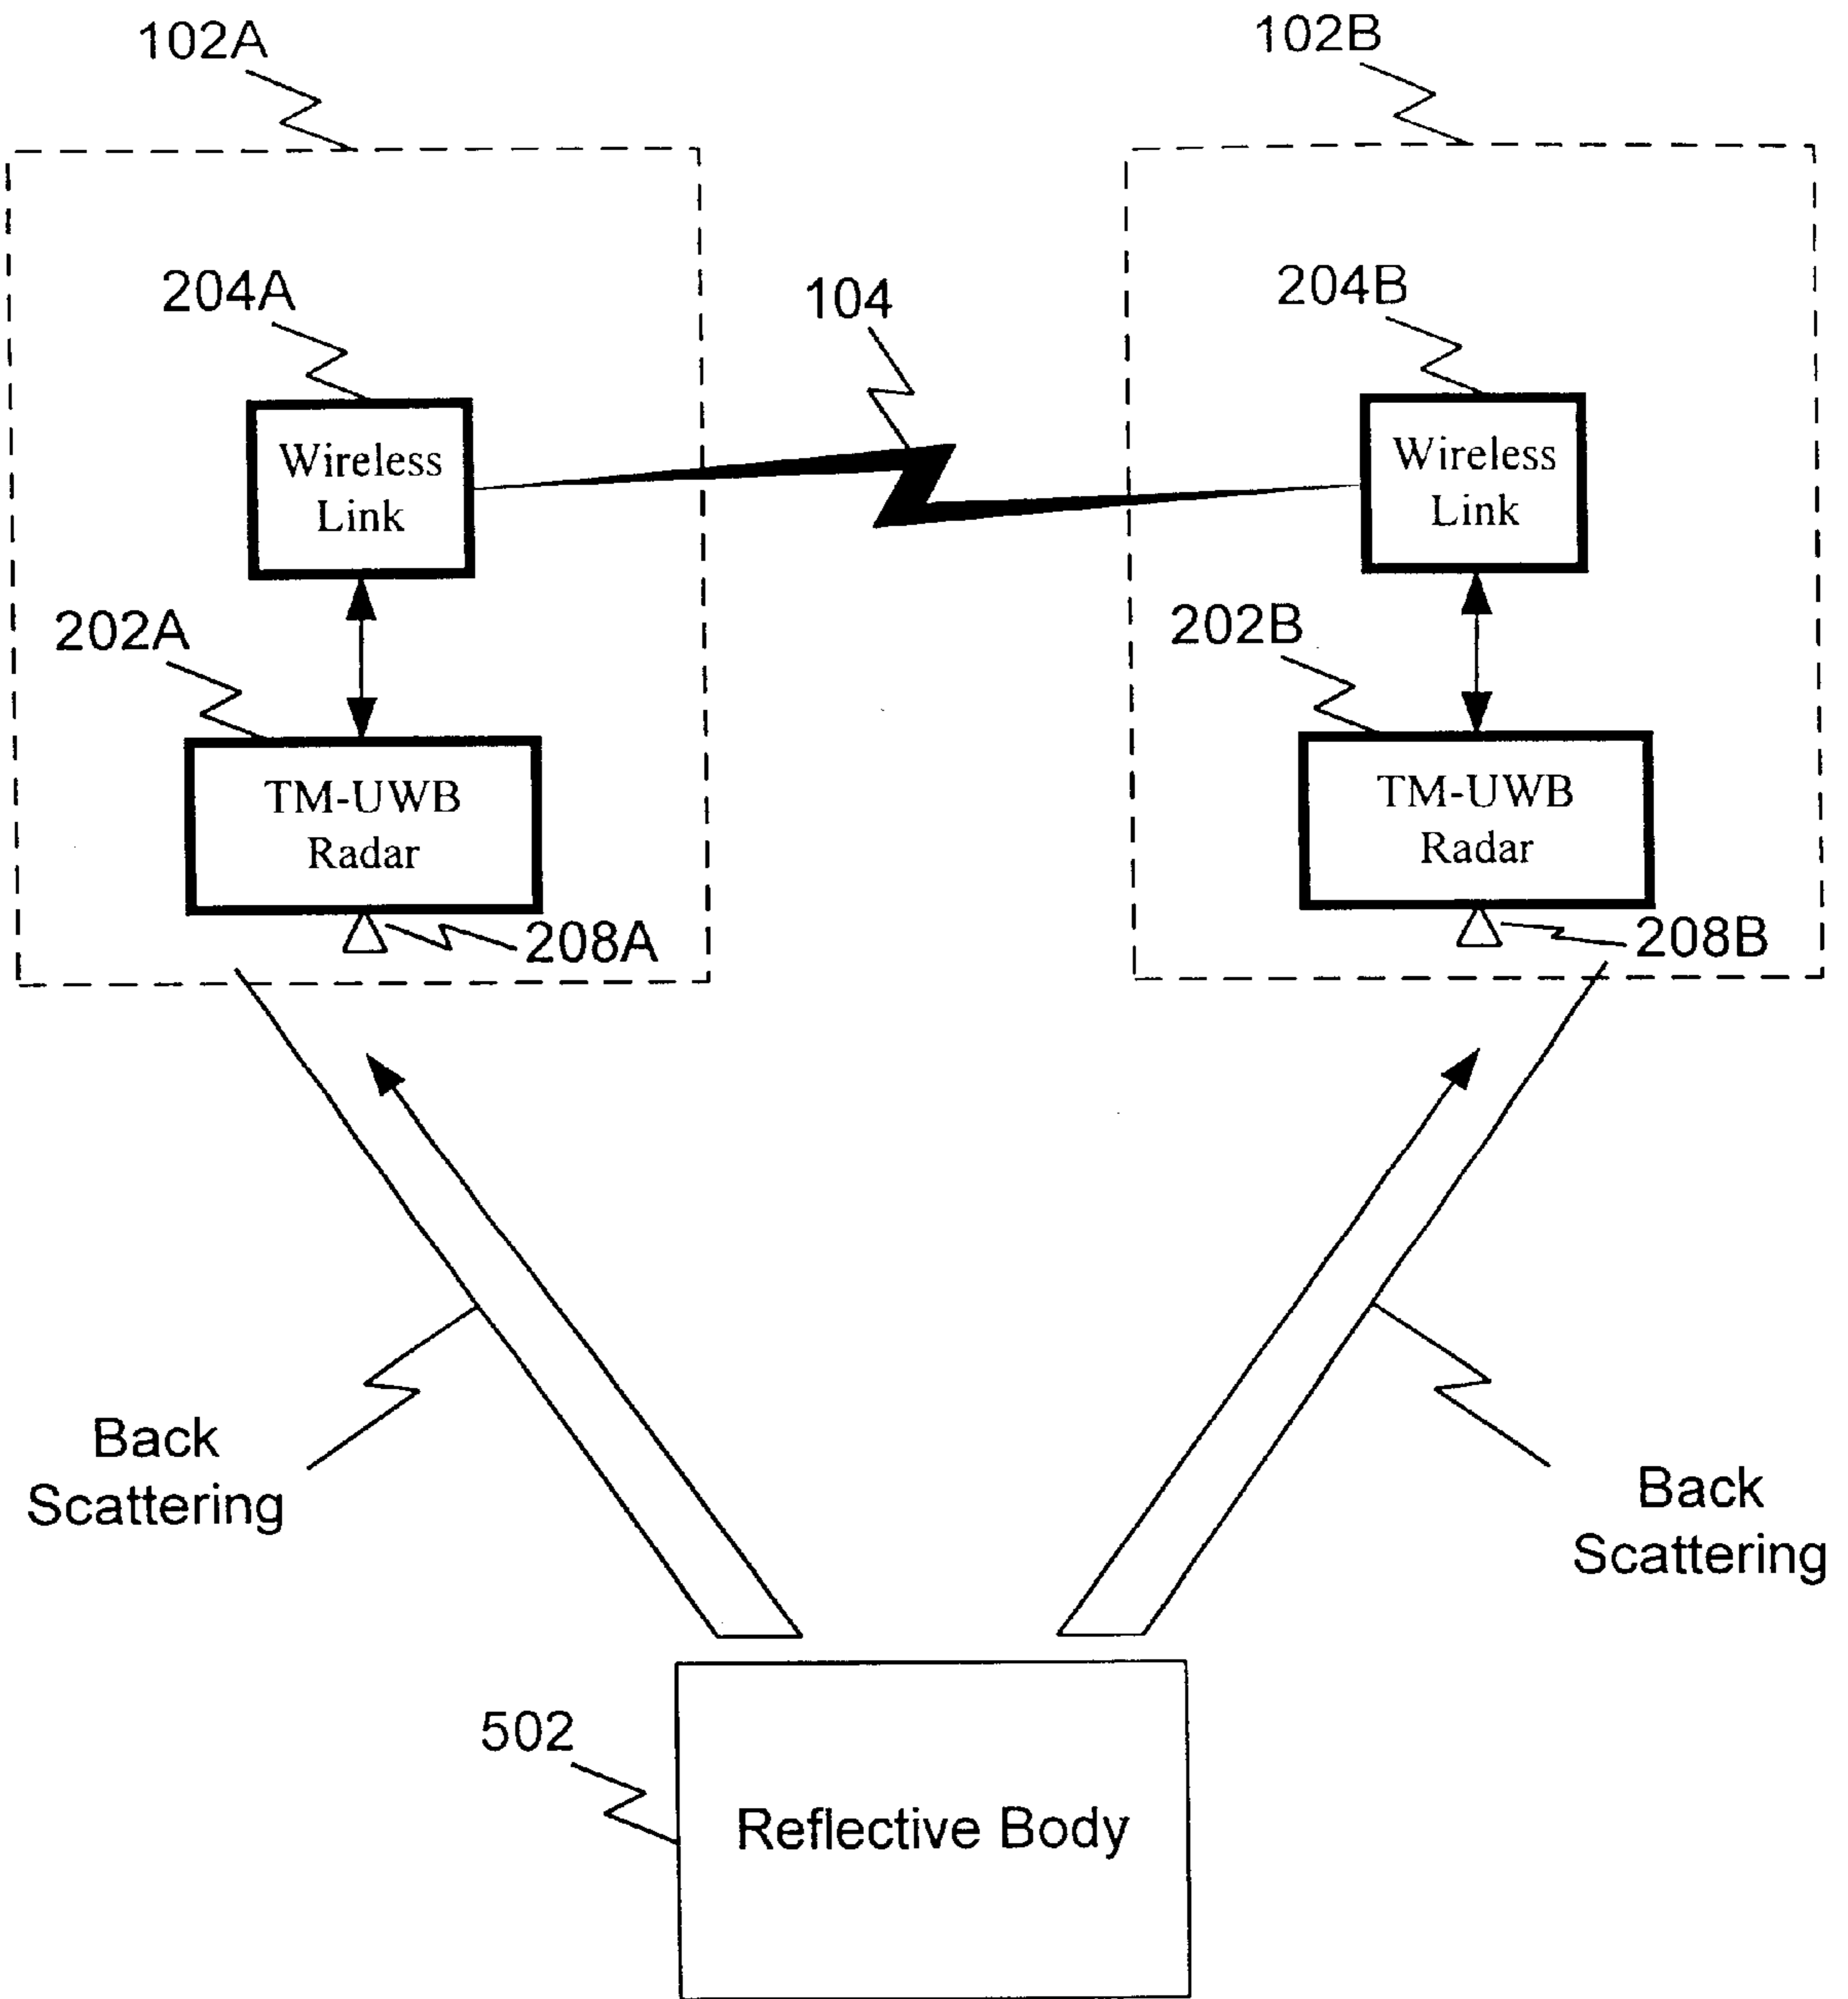 102A
102B
204A
104
204B
Wireless
Link
Wireless
Link
202A
202B
TM-UWB
Radar
TM-UWB
Radar
208A
208B
Back
Scattering
Back
Scattering
502
Reflective Body